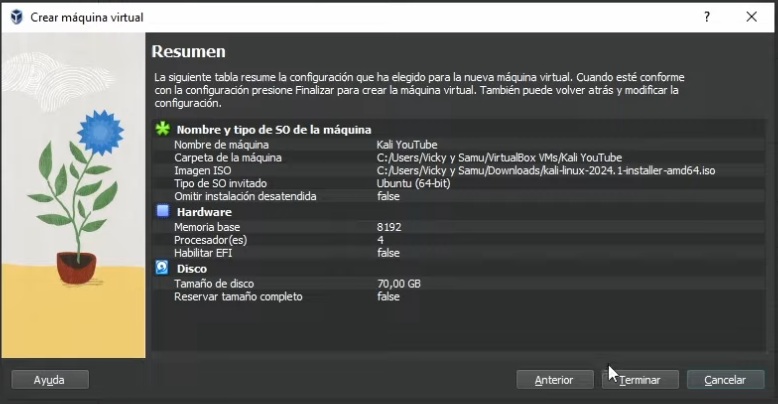 Crear máquina virtual
?
Resumen
La siguiente tabla resume la configuración que ha elegido para la nueva máquina virtual. Cuando esté conforme
con la configuración presione Finalizar para crear la máquina virtual. También puede volver atrás y modificar la
configuración.
Nombre y tipo de SO de la máquina
Nombre de máquina Kali YouTube
Carpeta de la máquina C:/Users/Vicky y Samu/VirtualBox VMs/Kali YouTube
Imagen ISO C:/Users/Vicky y Samu/Downloads/kali-linux-2024.1-installer-amd64.iso
Tipo de SO invitado Ubuntu (64-bit)
Omitir instalación desatendida false
Hardware
Memoria base 8192
Procesador(es) 4
Habilitar EFI false
Disco
Tamaño de disco 70,00 GB
Reservar tamaño completo false
Ayuda Anterior Terminar Cancelar